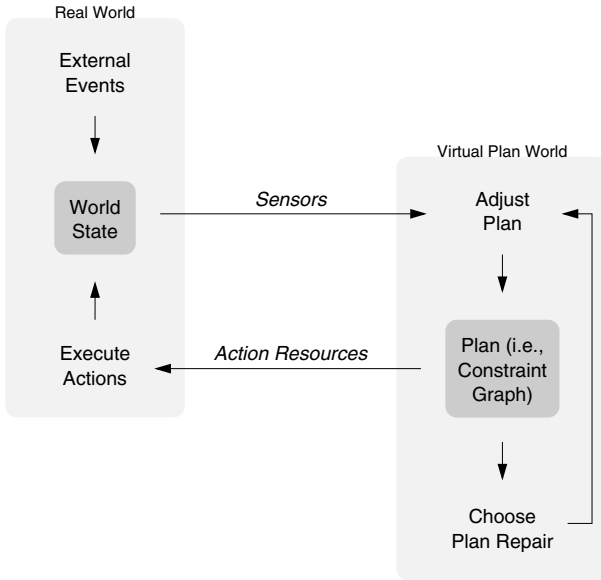 Real World
External
Events
World
State
Execute
Actions
Sensors
Action Resources
Virtual Plan World
Adjust
Plan
Plan (i.e.,
Constraint
Graph)
Choose
Plan Repair